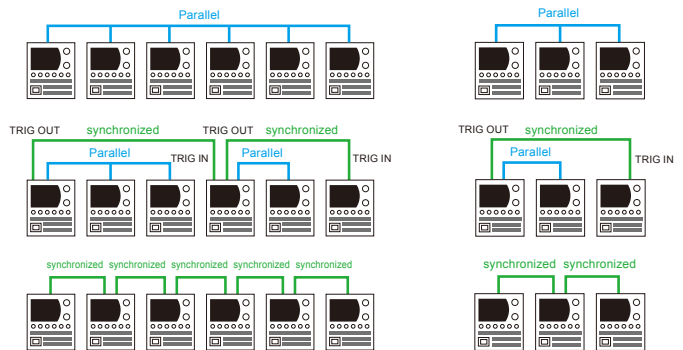 Parallel
Parallel
TRIG OUT synchronized TRIG OUT synchronized
Parallel TRIG IN Parallel TRIG IN
TRIG OUT synchronized
Parallel TRIG IN
synchronized synchronized synchronized synchronized synchronized
synchronized synchronized